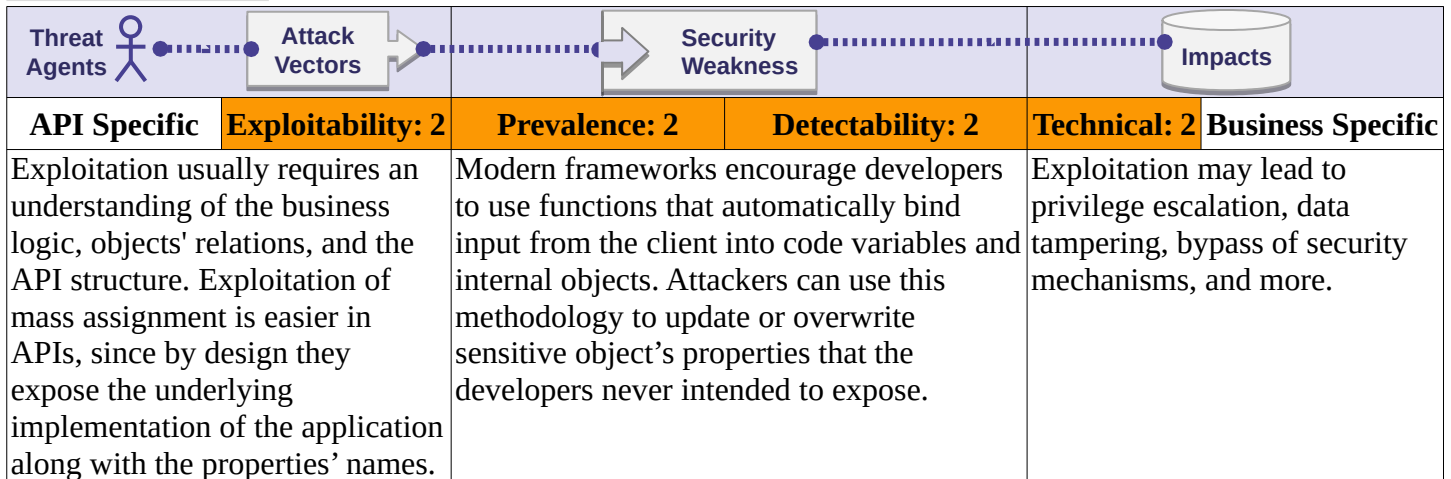 Threat
Agents
Attack
Vectors
Security
Weakness
Impacts
API Specific
Exploitability: 2
Prevalence: 2
Detectability: 2
Technical: 2
Business Specific
Exploitation usually requires an
understanding of the business
logic, objects' relations, and the
API structure. Exploitation of
mass assignment is easier in
APIs, since by design they
expose the underlying
implementation of the application
along with the properties’ names.
Modern frameworks encourage developers
to use functions that automatically bind
input from the client into code variables and
internal objects. Attackers can use this
methodology to update or overwrite
sensitive object’s properties that the
developers never intended to expose.
Exploitation may lead to
privilege escalation, data
tampering, bypass of security
mechanisms, and more.